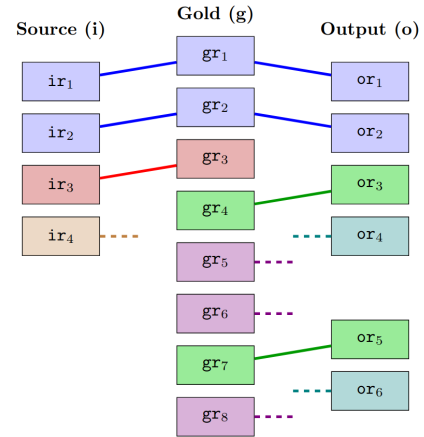 Source (i)
Gold (g)
Output (o)
ir1
ir2
ir3
ir4
gr1
gr2
gr3
gr4
gr5
gr6
gr7
gr8
or1
or2
or3
or4
or5
or6